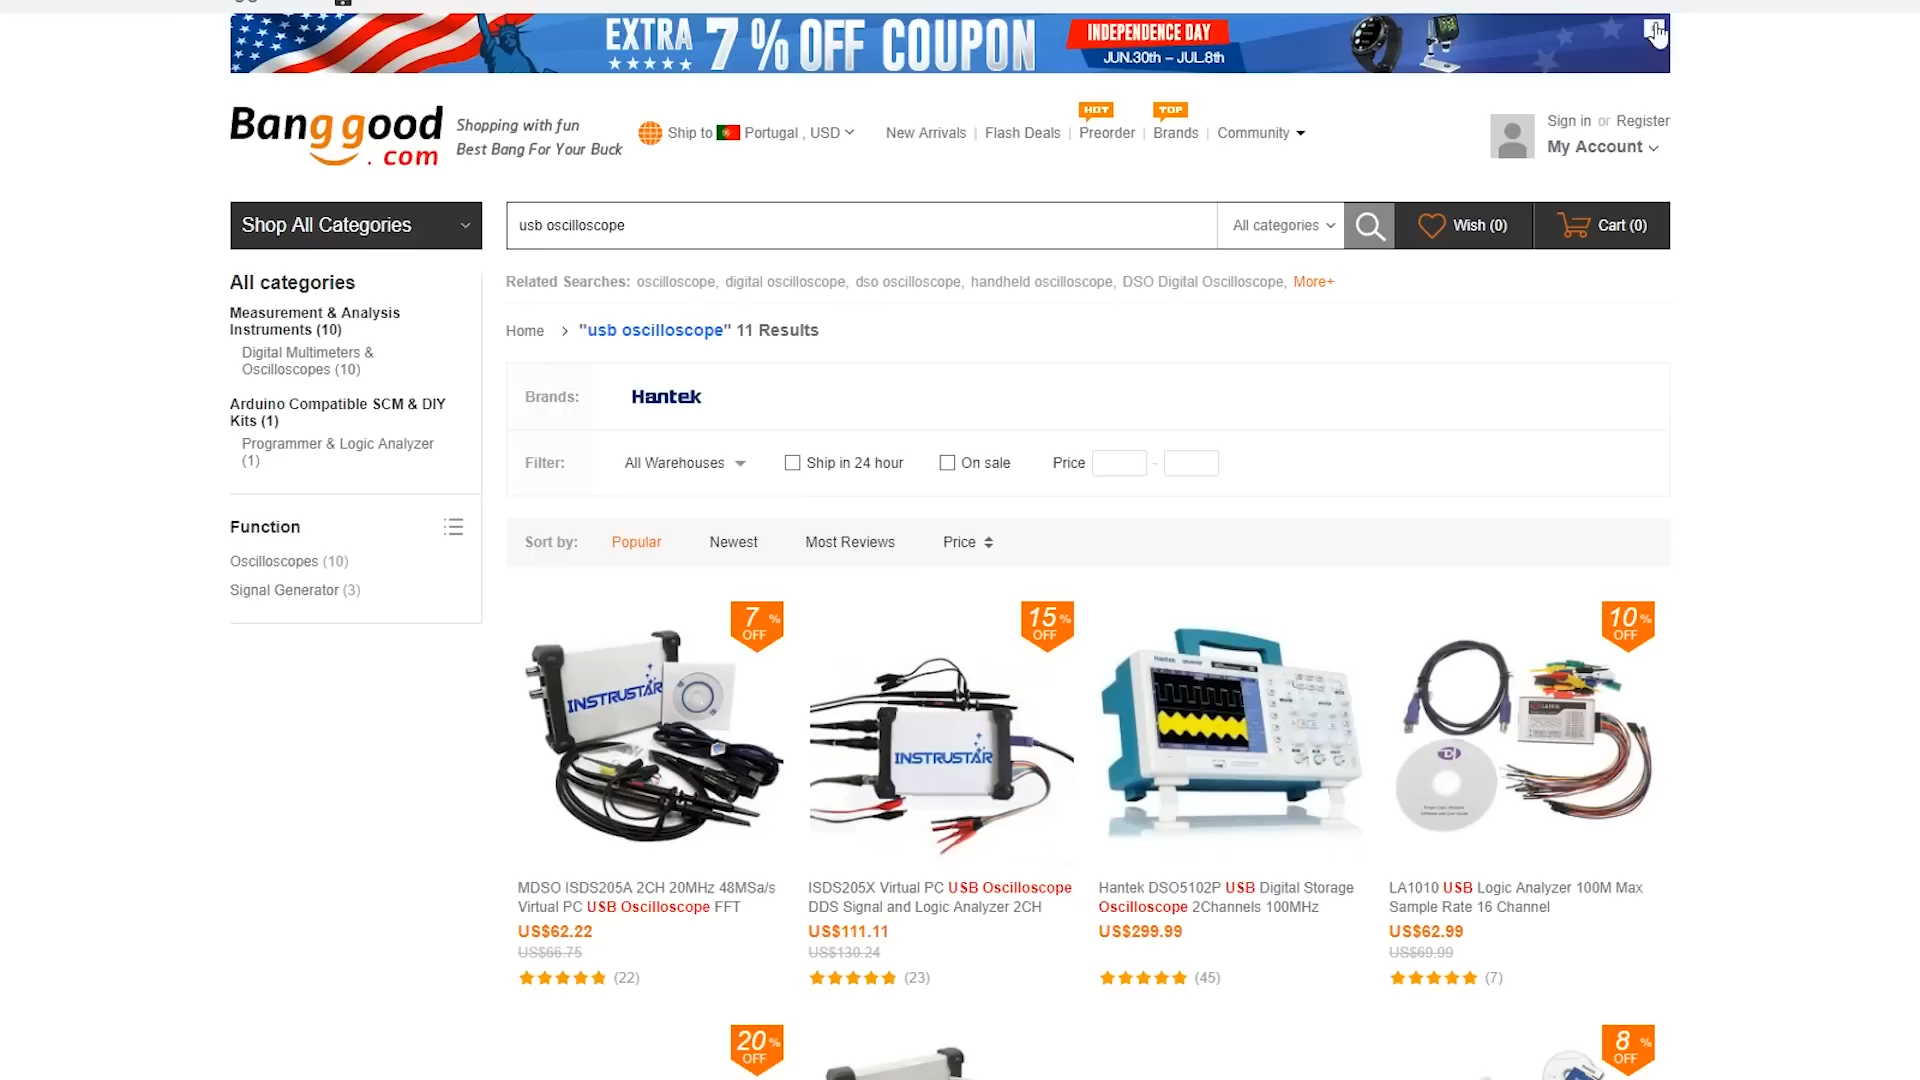 EXTRA 7% OFF COUPON
INDEPENDENCE DAY
JUN.30th – JUL.8th
Banggood.com
Shopping with fun
Best Bang For Your Buck
Ship to Portugal , USD
New Arrivals | Flash Deals | Preorder | Brands | Community
HOT
TOP
Sign in or Register
My Account
Shop All Categories
usb oscilloscope
All categories
Wish (0)
Cart (0)
All categories
Measurement & Analysis
Instruments (10)
Digital Multimeters &
Oscilloscopes (10)
Arduino Compatible SCM & DIY
Kits (1)
Programmer & Logic Analyzer
(1)
Function
Oscilloscopes (10)
Signal Generator (3)
Related Searches: oscilloscope, digital oscilloscope, dso oscilloscope, handheld oscilloscope, DSO Digital Oscilloscope, More+
Home > "usb oscilloscope" 11 Results
Brands: Hantek
Filter: All Warehouses Ship in 24 hour On sale Price -
Sort by: Popular Newest Most Reviews Price
7% OFF
INSTRUSTAR
MDSO ISDS205A 2CH 20MHz 48MSa/s
Virtual PC USB Oscilloscope FFT
US$62.22
US$66.75
(22)
15% OFF
INSTRUSTAR
ISDS205X Virtual PC USB Oscilloscope
DDS Signal and Logic Analyzer 2CH
US$111.11
US$130.24
(23)
Hantek
Hantek DSO5102P USB Digital Storage
Oscilloscope 2Channels 100MHz
US$299.99
(45)
10% OFF
LA1010 USB Logic Analyzer 100M Max
Sample Rate 16 Channel
US$62.99
US$69.99
(7)
20% OFF
8% OFF